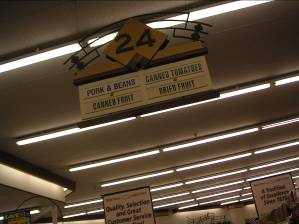 24
PORK & BEANS
CANNED FRUIT
CANNED TOMATOES
DRIED FRUIT
Quality, Selection
and Great
Customer Service
A Tradition
of Excellence
Since 1875.